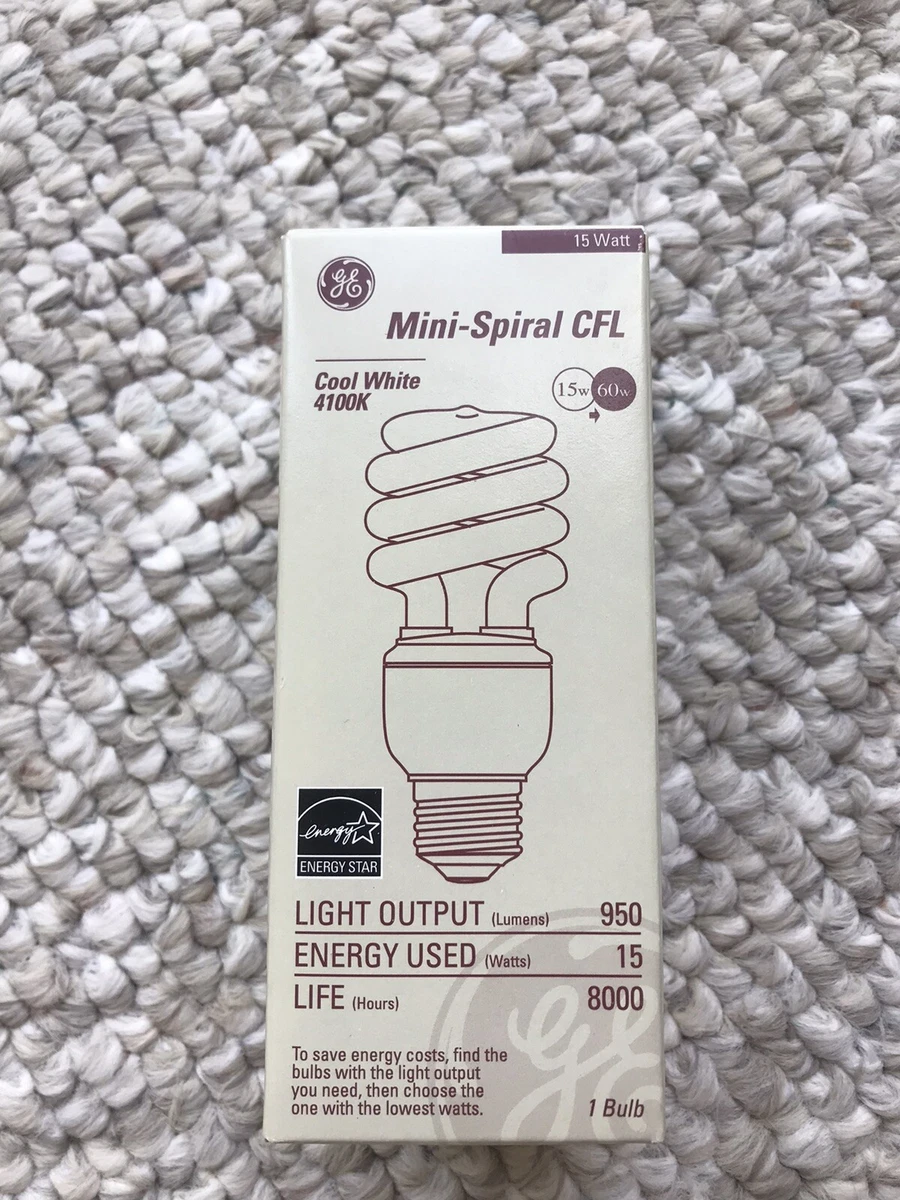 15 Watt
GE
Mini-Spiral CFL
Cool White
4100K
15w 60w
energy
ENERGY STAR
LIGHT OUTPUT (Lumens) 950
ENERGY USED (Watts) 15
LIFE (Hours) 8000
To save energy costs, find the
bulbs with the light output
you need, then choose the
one with the lowest watts.
1 Bulb
GE